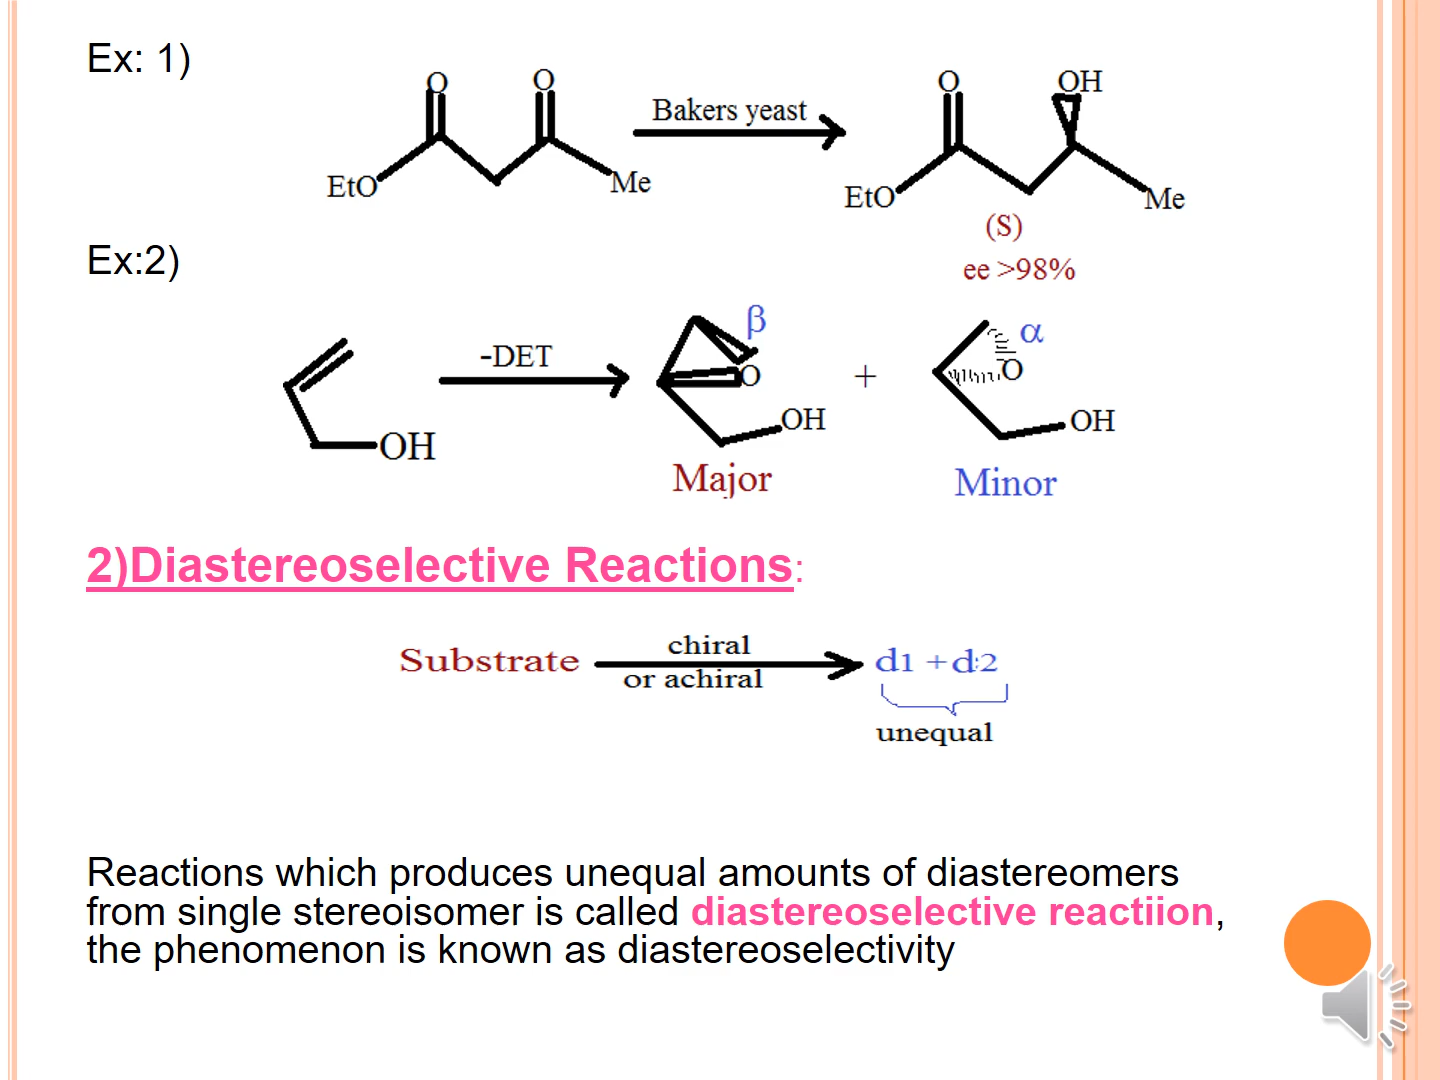 Ex: 1)
O O O OH
Bakers yeast
EtO Me EtO Me
(S)
ee >98%
Ex:2)
β α
-DET
O + O
OH OH OH
Major Minor
2)Diastereoselective Reactions:
chiral
Substrate d1 + d2
or achiral
unequal
Reactions which produces unequal amounts of diastereomers
from single stereoisomer is called diastereoselective reactiion,
the phenomenon is known as diastereoselectivity